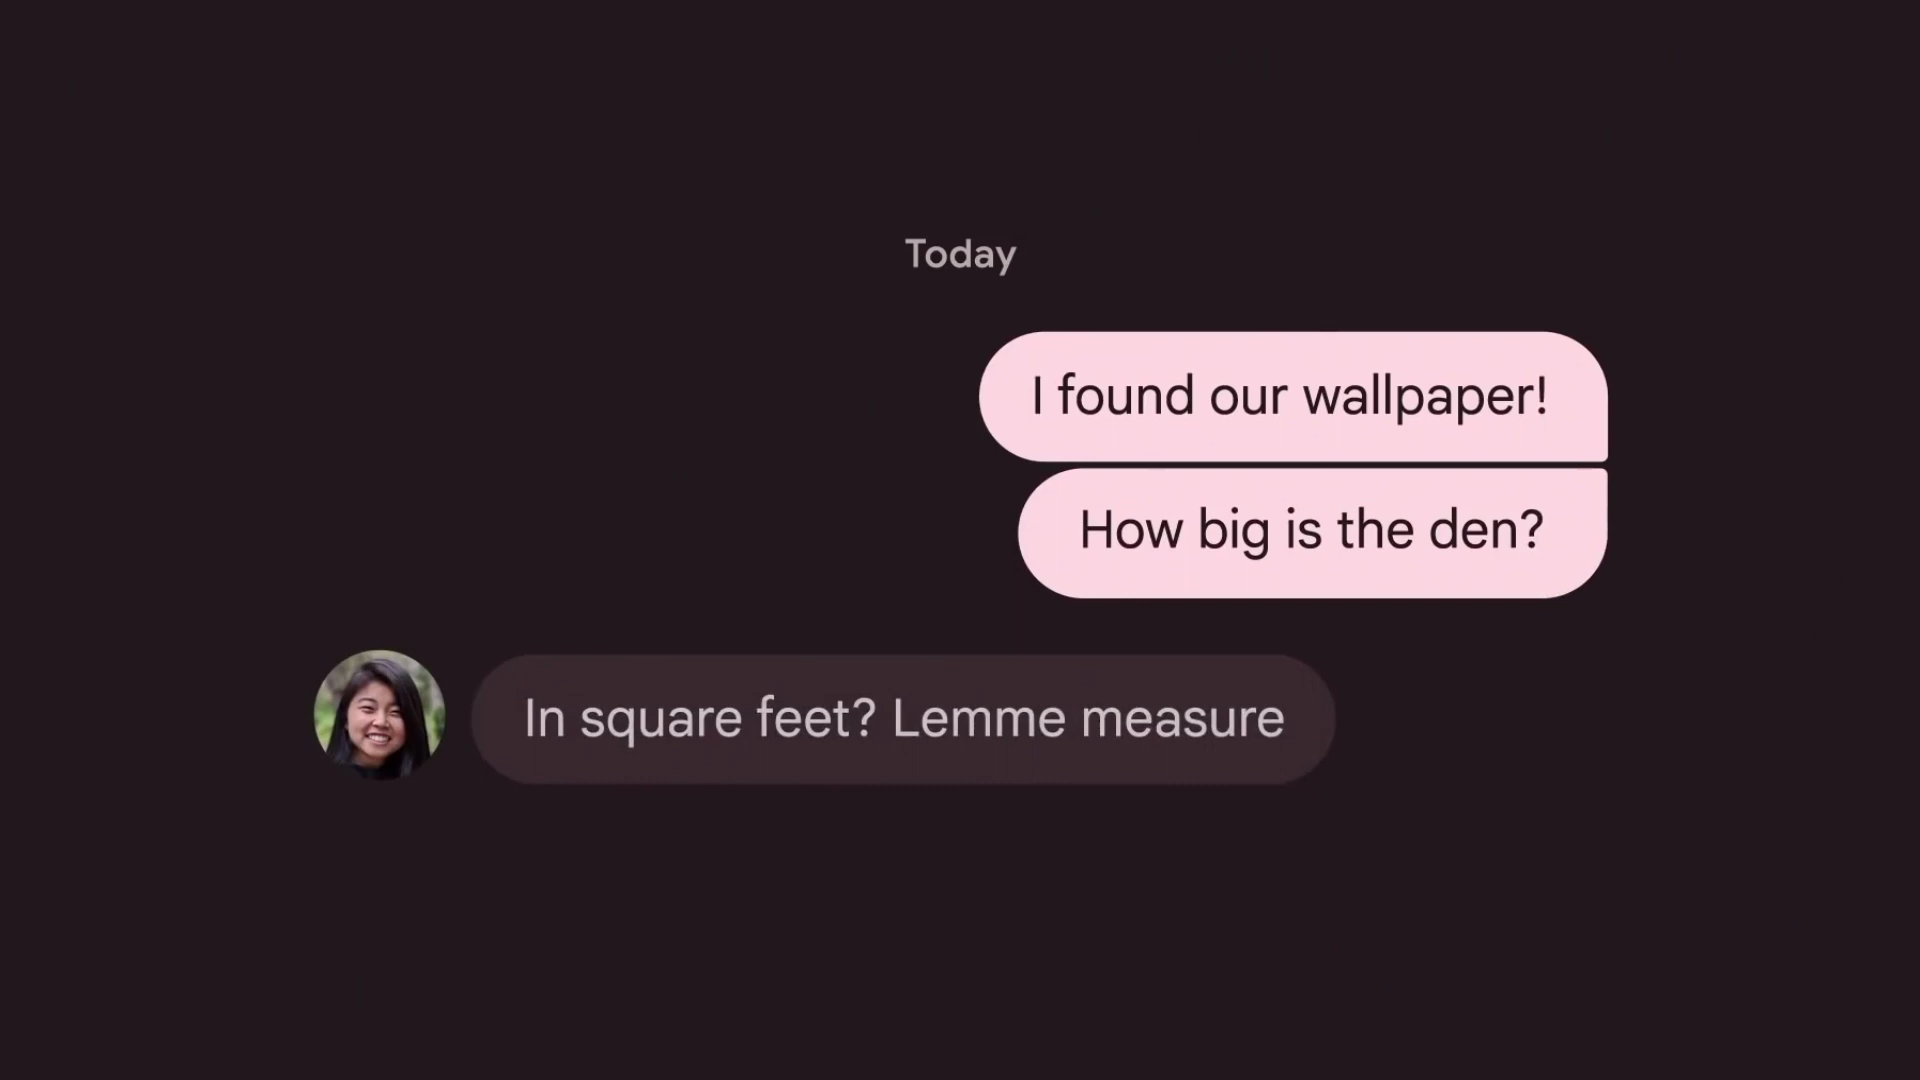 Today
I found our wallpaper!
How big is the den?
In square feet? Lemme measure